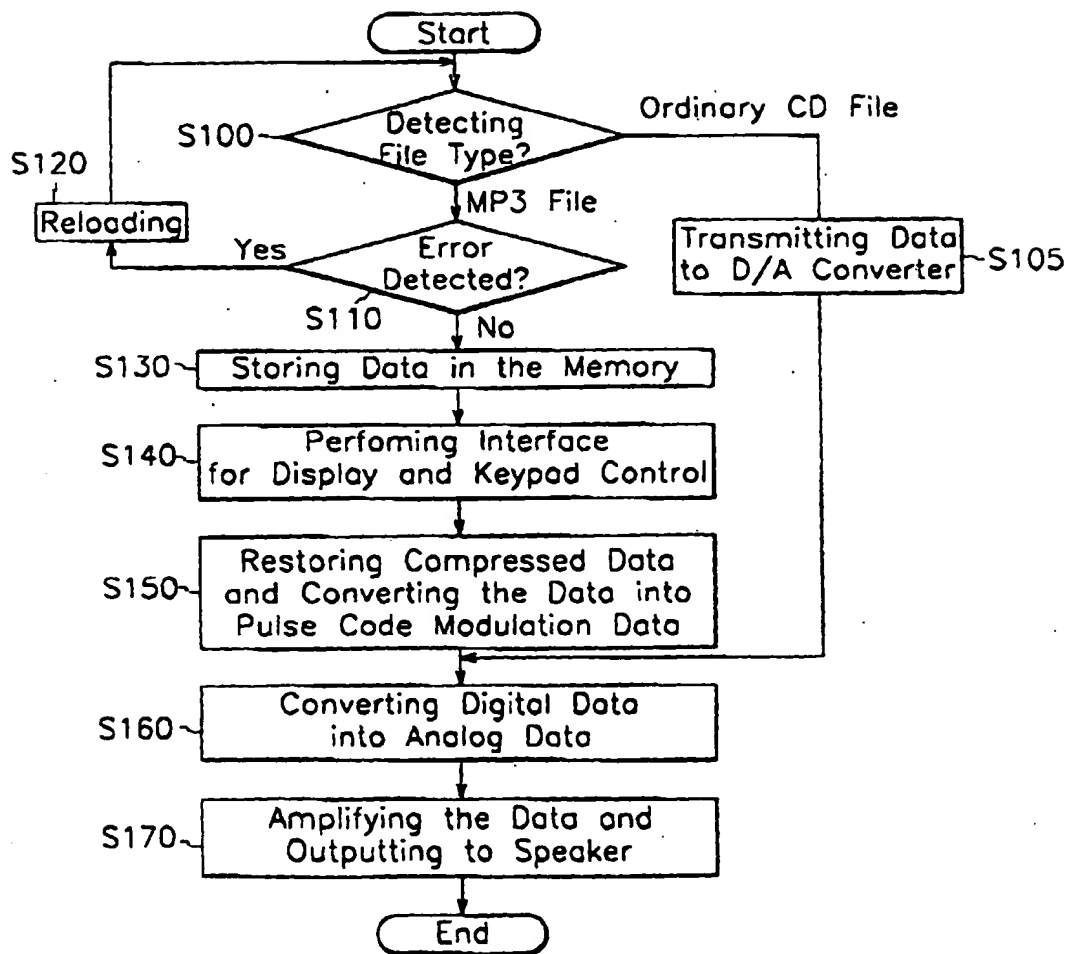 Start
Ordinary CD File
S100
Detecting
File Type?
S120
Reloading
MP3 File
Yes
Error
Detected?
S110
No
Transmitting Data
to D/A Converter
S105
S130
Storing Data in the Memory
S140
Perfoming Interface
for Display and Keypad Control
S150
Restoring Compressed Data
and Converting the Data into
Pulse Code Modulation Data
S160
Converting Digital Data
into Analog Data
S170
Amplifying the Data and
Outputting to Speaker
End